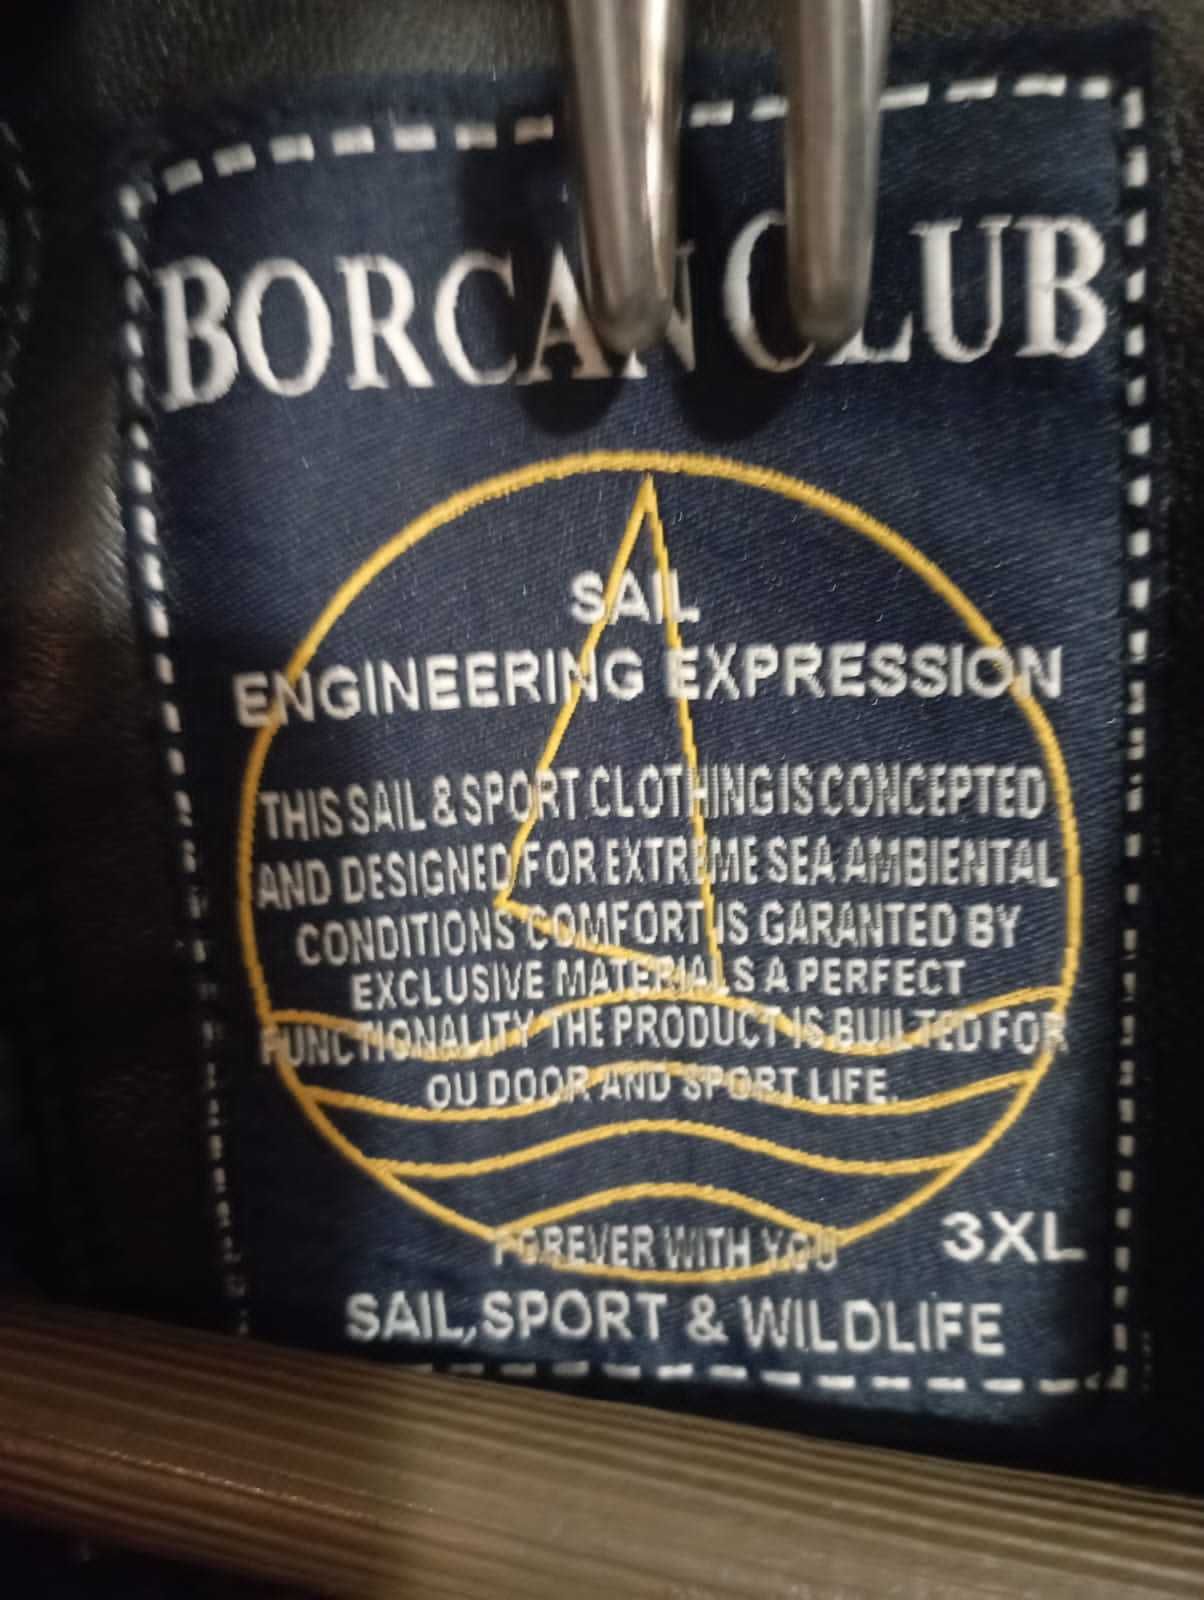 BORCAN CLUB
SAIL
ENGINEERING EXPRESSION
THIS SAIL & SPORT CLOTHING IS CONCEPTED
AND DESIGNED FOR EXTREME SEA AMBIENTAL
CONDITIONS COMFORT IS GARANTED BY
EXCLUSIVE MATERIALS A PERFECT
FUNCTIONALITY THE PRODUCT IS BUILTED FOR
OU DOOR AND SPORT LIFE.
FOREVER WITH YOU
3XL
SAIL, SPORT & WILDLIFE